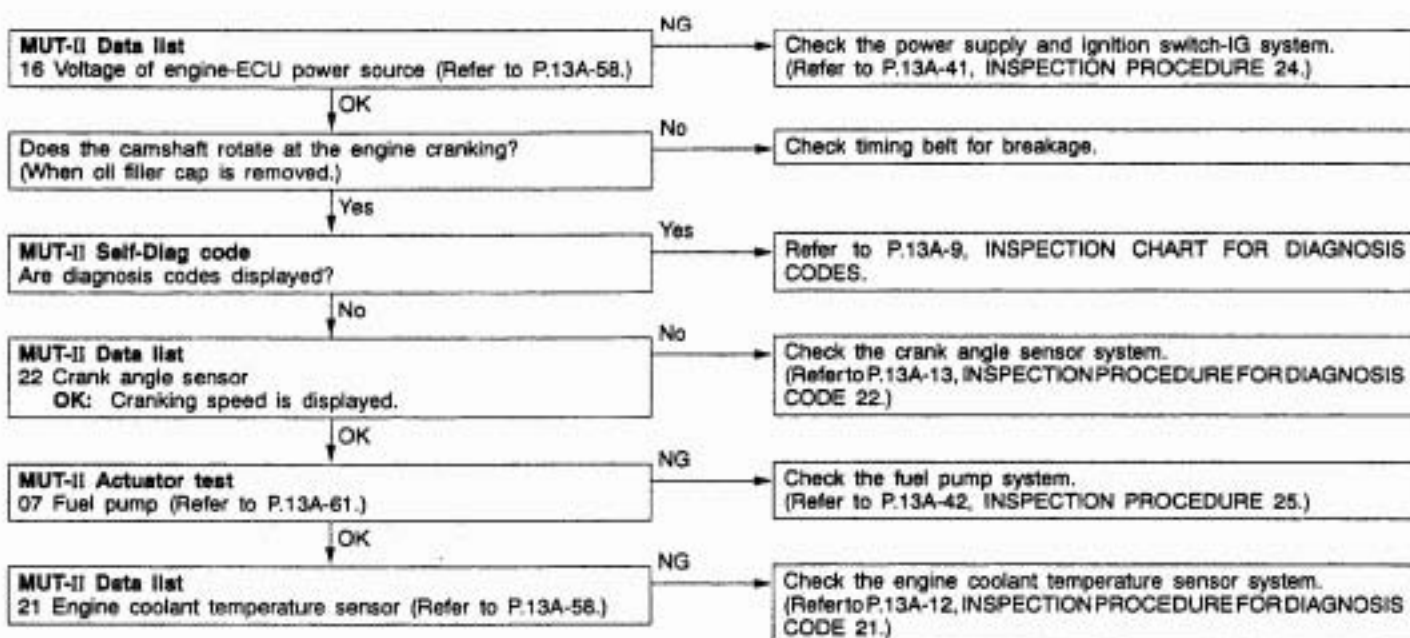 MUT-II Data list
16 Voltage of engine-ECU power source (Refer to P.13A-58.)
NG
Check the power supply and ignition switch-IG system.
(Refer to P.13A-41, INSPECTION PROCEDURE 24.)
OK
Does the camshaft rotate at the engine cranking?
(When oil filler cap is removed.)
No
Check timing belt for breakage.
Yes
MUT-II Self-Diag code
Are diagnosis codes displayed?
Yes
Refer to P.13A-9, INSPECTION CHART FOR DIAGNOSIS
CODES.
No
MUT-II Data list
22 Crank angle sensor
OK: Cranking speed is displayed.
No
Check the crank angle sensor system.
(Refer to P.13A-13, INSPECTION PROCEDURE FOR DIAGNOSIS
CODE 22.)
OK
MUT-II Actuator test
07 Fuel pump (Refer to P.13A-61.)
NG
Check the fuel pump system.
(Refer to P.13A-42, INSPECTION PROCEDURE 25.)
OK
MUT-II Data list
21 Engine coolant temperature sensor (Refer to P.13A-58.)
NG
Check the engine coolant temperature sensor system.
(Refer to P.13A-12, INSPECTION PROCEDURE FOR DIAGNOSIS
CODE 21.)